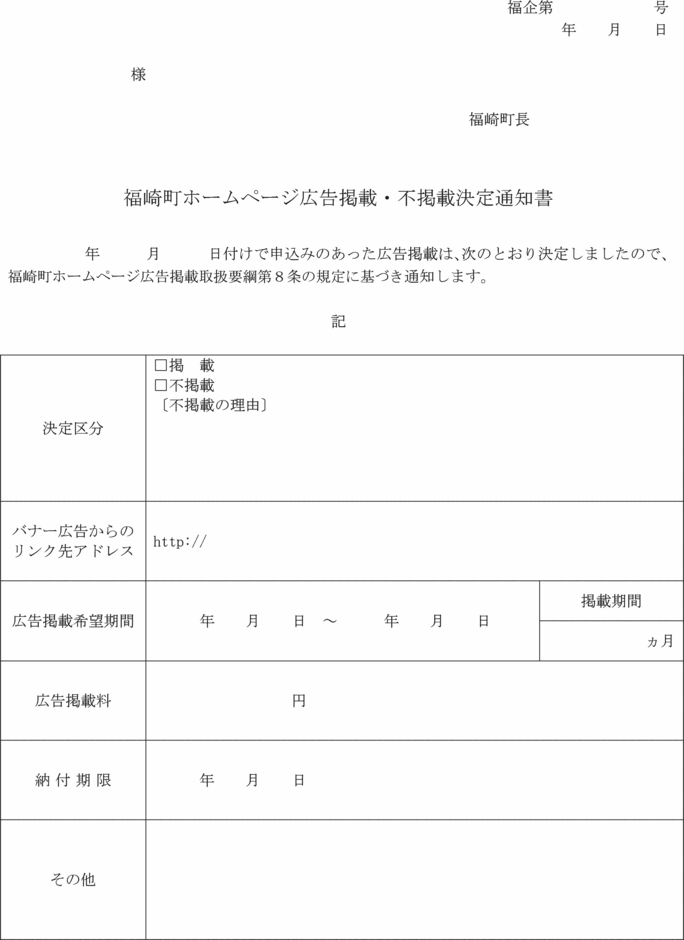 福企第　　　　　　　号
年　　月　　日
様
福崎町長
福崎町ホームページ広告掲載・不掲載決定通知書
年　　　月　　　日付けで申込みのあった広告掲載は、次のとおり決定しましたので、
福崎町ホームページ広告掲載取扱要綱第８条の規定に基づき通知します。
記
決定区分
□掲　載
□不掲載
〔不掲載の理由〕
バナー広告からの
リンク先アドレス
http://
広告掲載希望期間
年　　月　　日　～　　　年　　月　　日
掲載期間
ヵ月
広告掲載料
円
納 付 期 限
年　　月　　日
その他